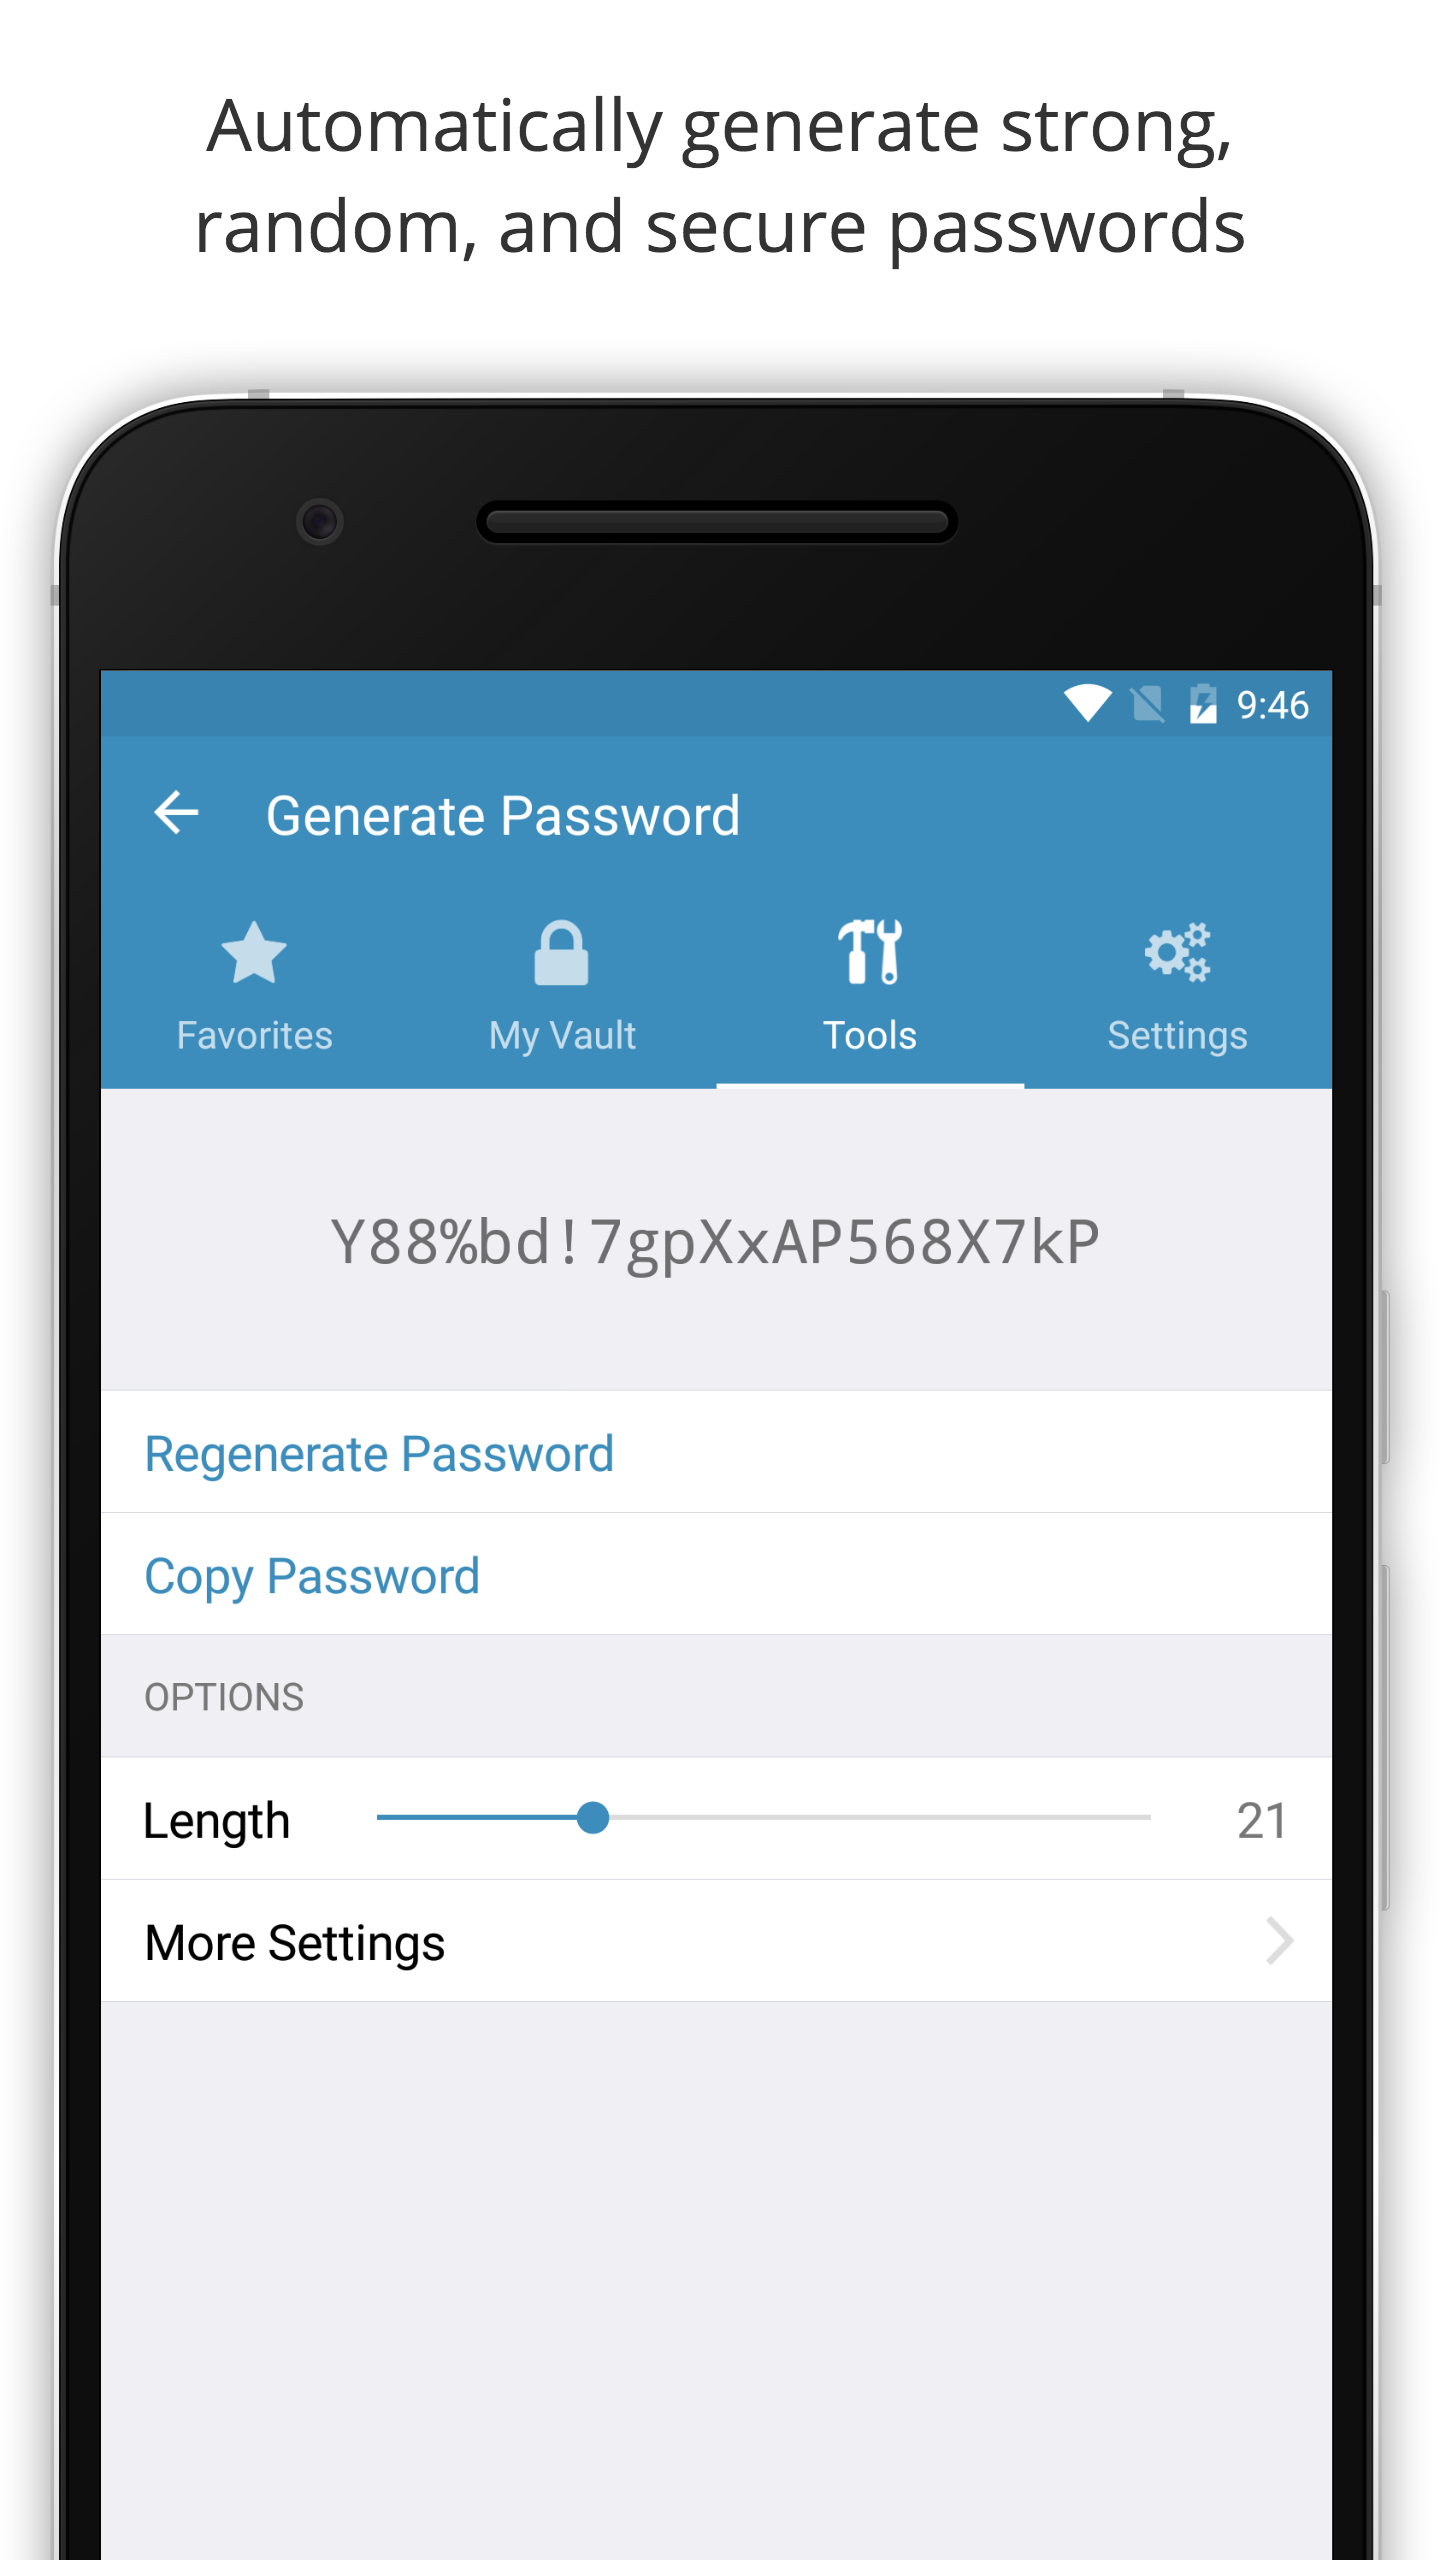 Automatically generate strong,
random, and secure passwords
9:46
Generate Password
Favorites
My Vault
Tools
Settings
Y88%bd!7gpXxAP568X7kP
Regenerate Password
Copy Password
OPTIONS
Length
21
More Settings